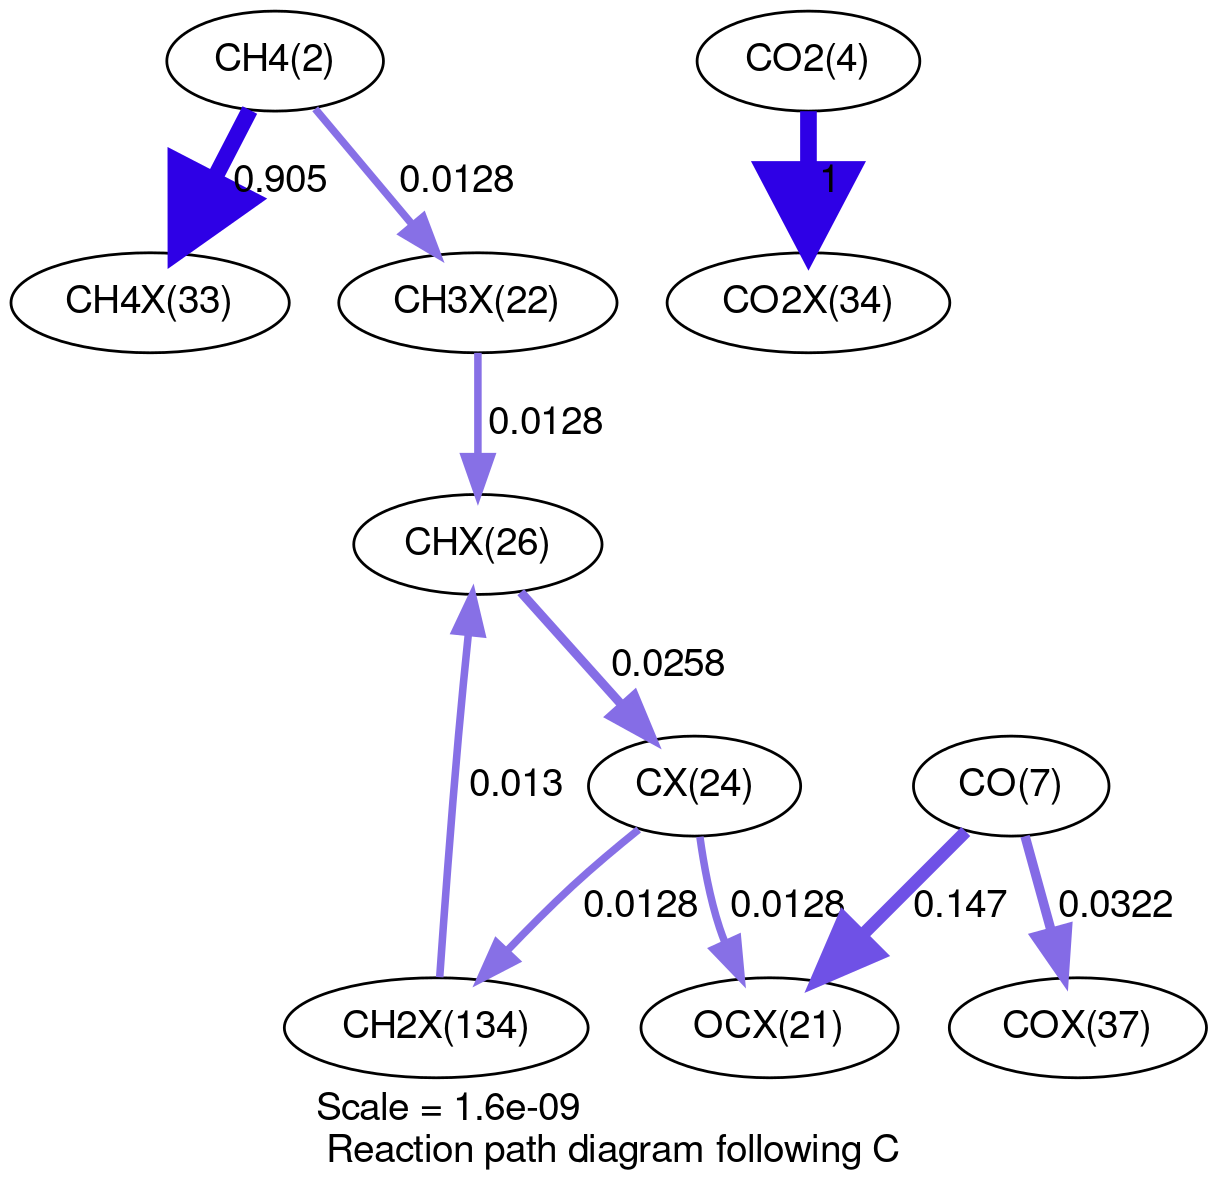 CH4(2)
CO2(4)
0.905
0.0128
1
CH4X(33)
CH3X(22)
CO2X(34)
0.0128
CHX(26)
0.0258
0.013
CX(24)
CO(7)
0.0128
0.0128
0.147
0.0322
CH2X(134)
OCX(21)
COX(37)
Scale = 1.6e-09
Reaction path diagram following C